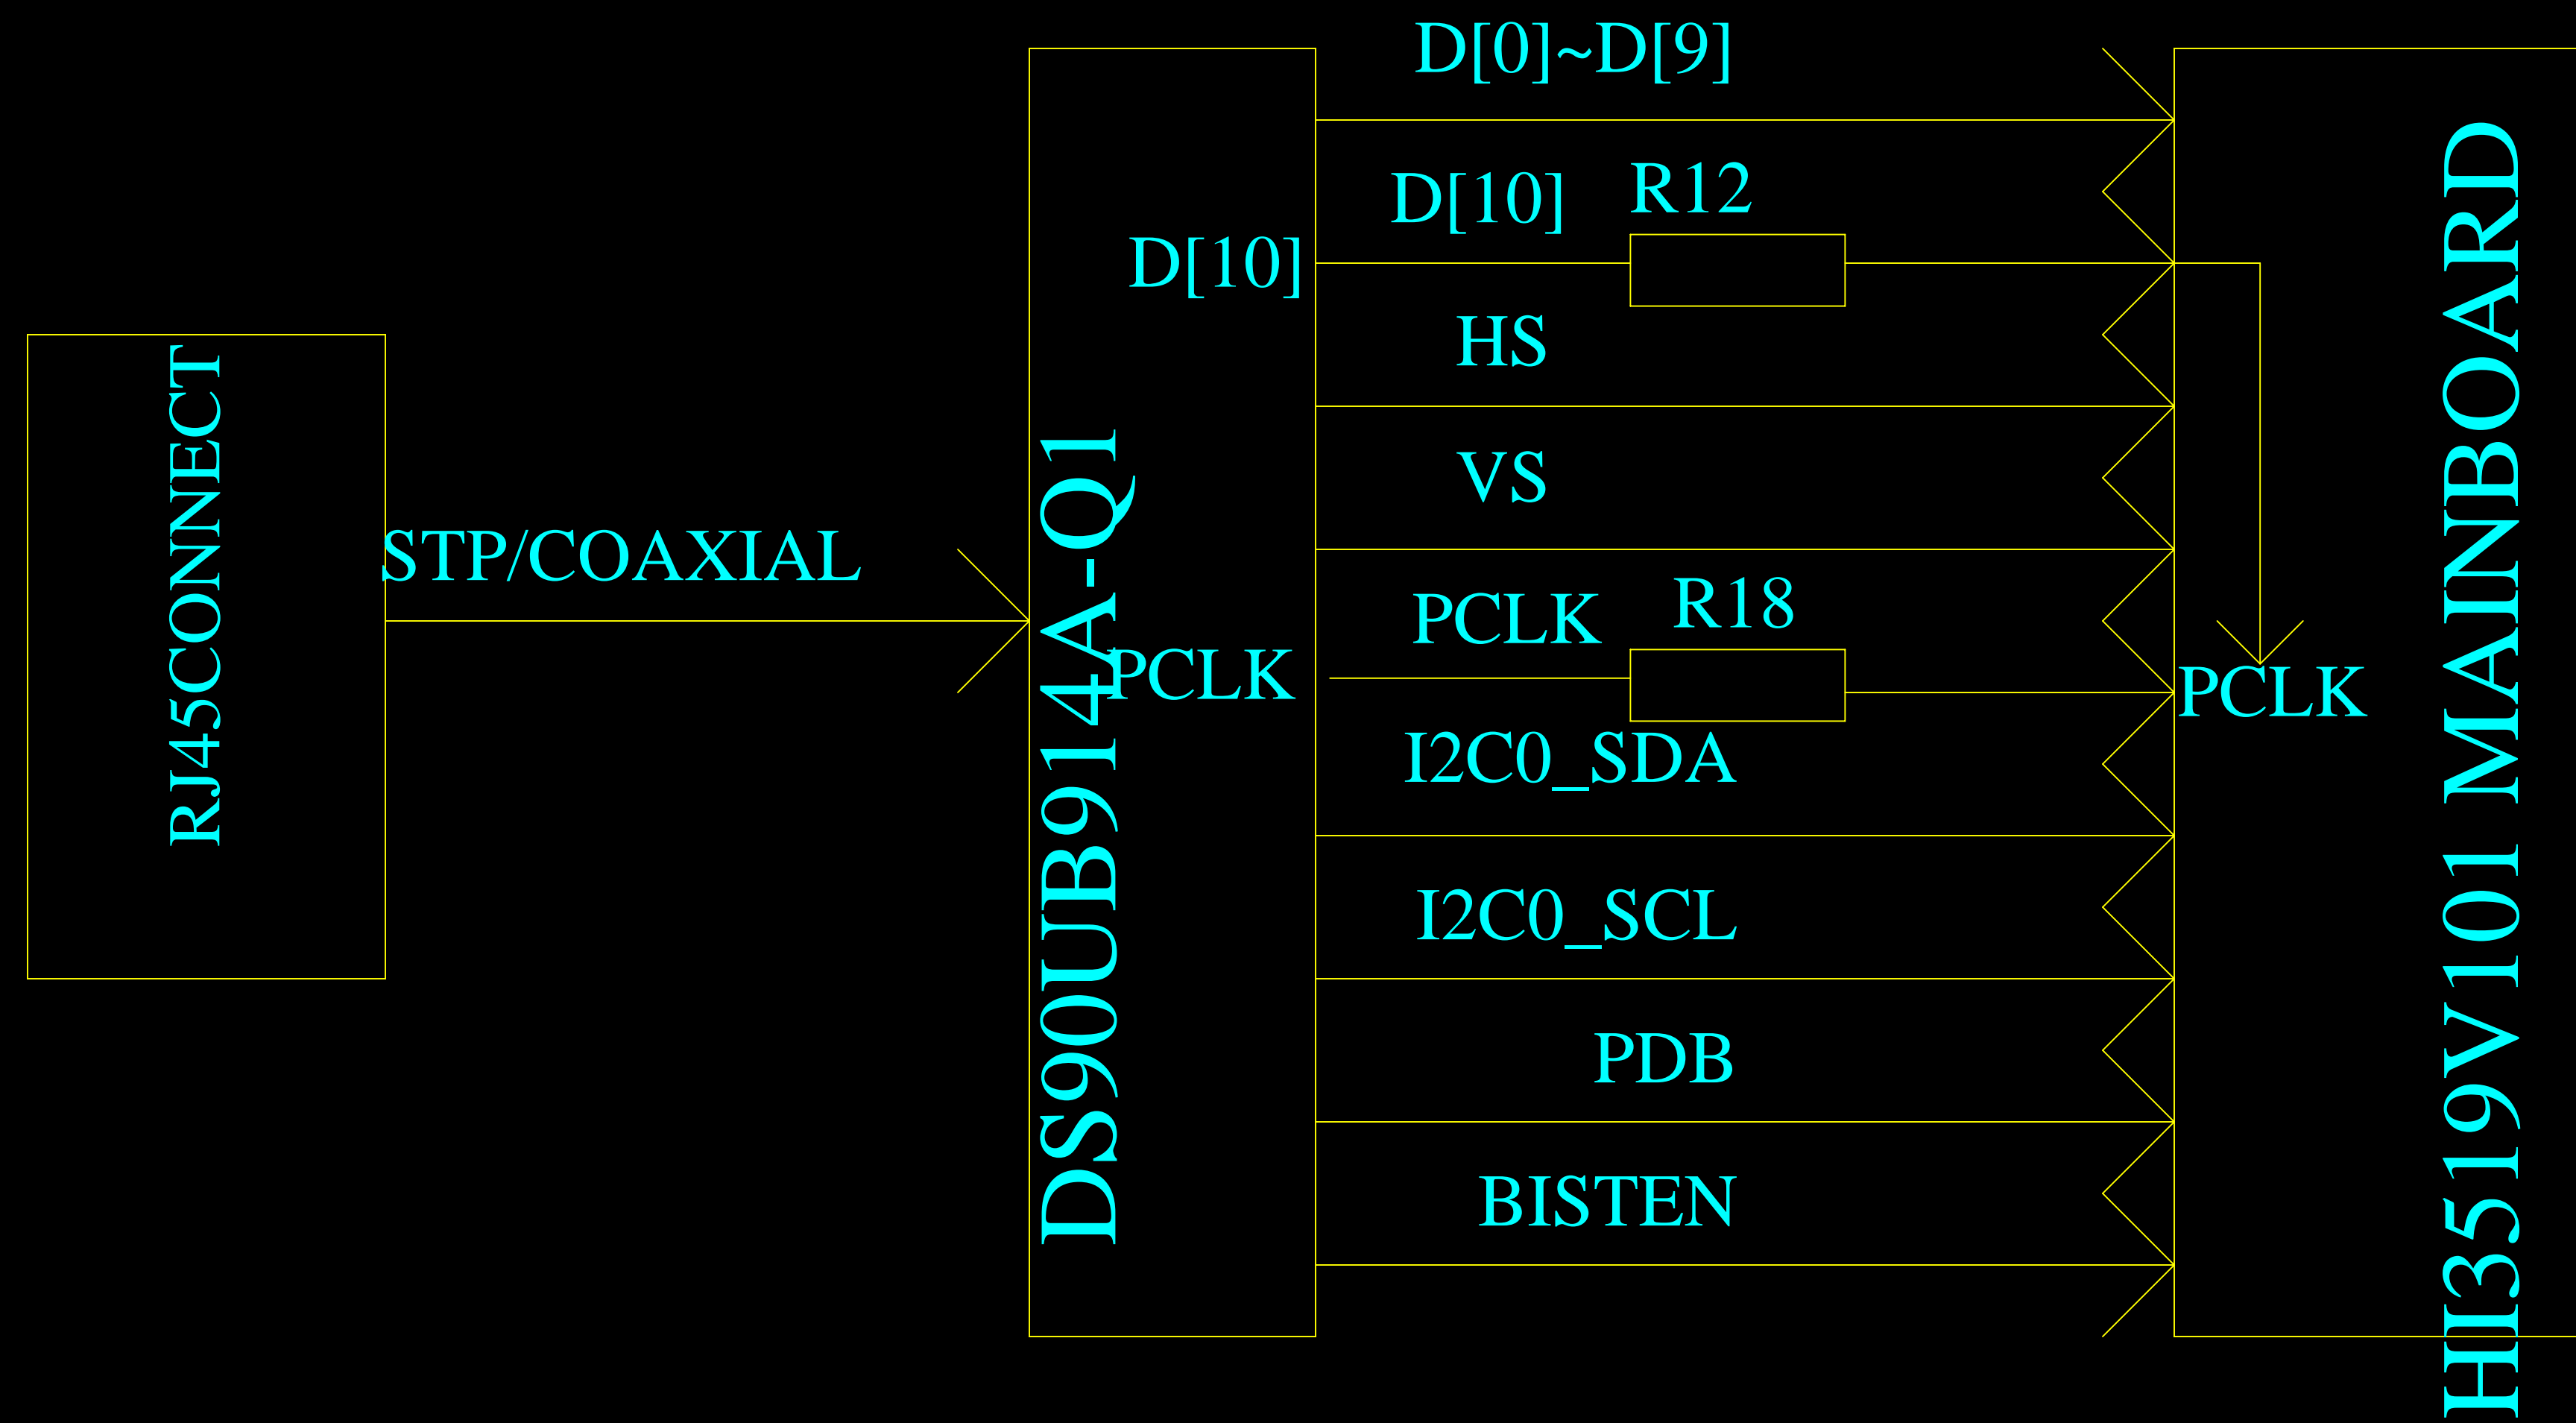 RJ45CONNECT
STP/COAXIAL
DS90UB914A-Q1
D[10]
PCLK
D[0]~D[9]
D[10]
R12
HS
VS
PCLK
R18
I2C0_SDA
I2C0_SCL
PDB
BISTEN
PCLK
HI3519V101 MAINBOARD